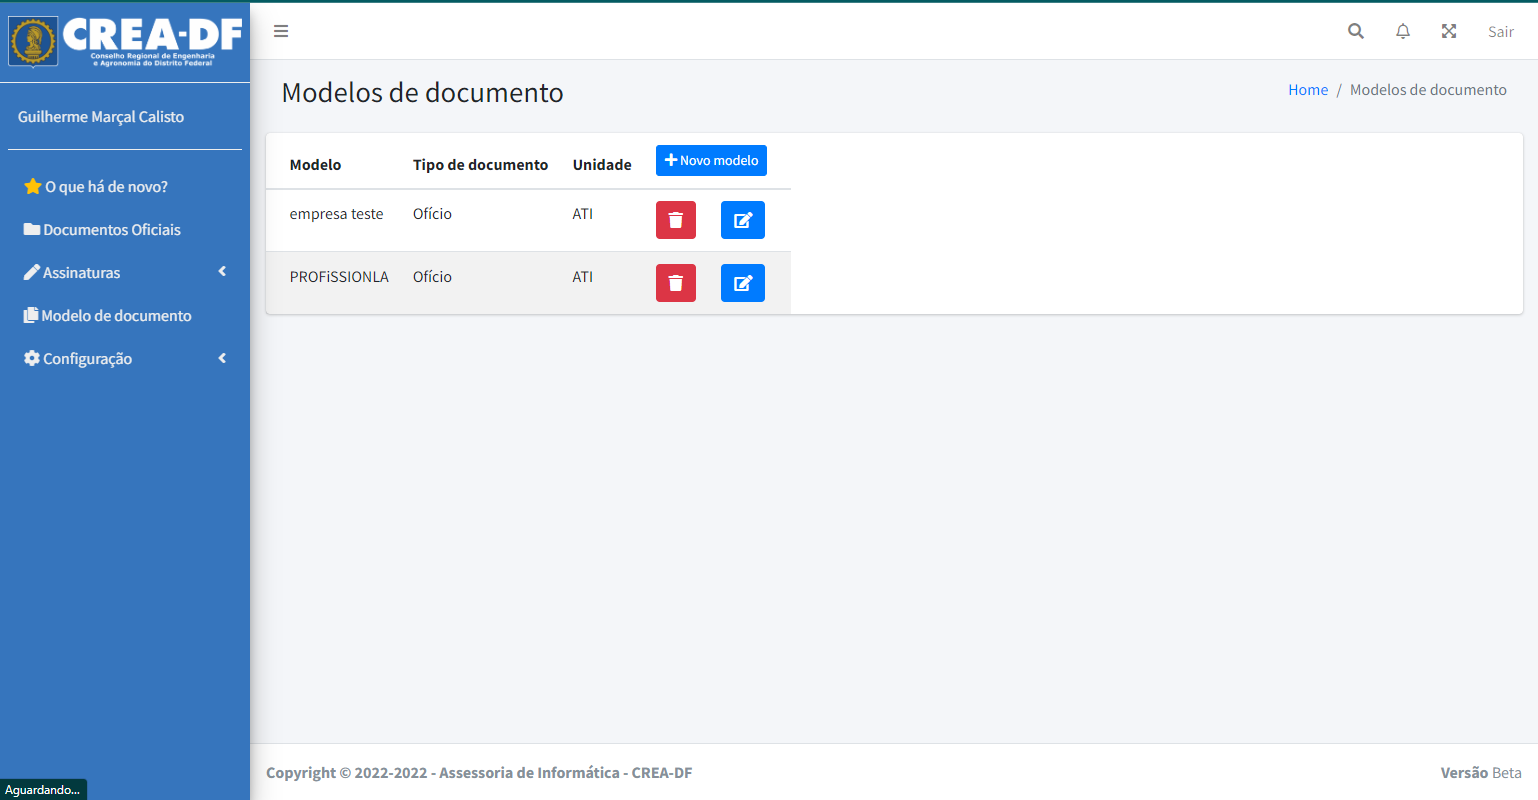 CREA-DF
Conselho Regional de Engenharia
e Agronomia do Distrito Federal
Sair
Guilherme Marçal Calisto
O que há de novo?
Documentos Oficiais
Assinaturas
Modelo de documento
Configuração
Modelos de documento
Home / Modelos de documento
Modelo Tipo de documento Unidade Novo modelo
empresa teste Ofício ATI
PROFiSSIONLA Ofício ATI
Copyright © 2022-2022 - Assessoria de Informática - CREA-DF
Versão Beta
Aguardando...